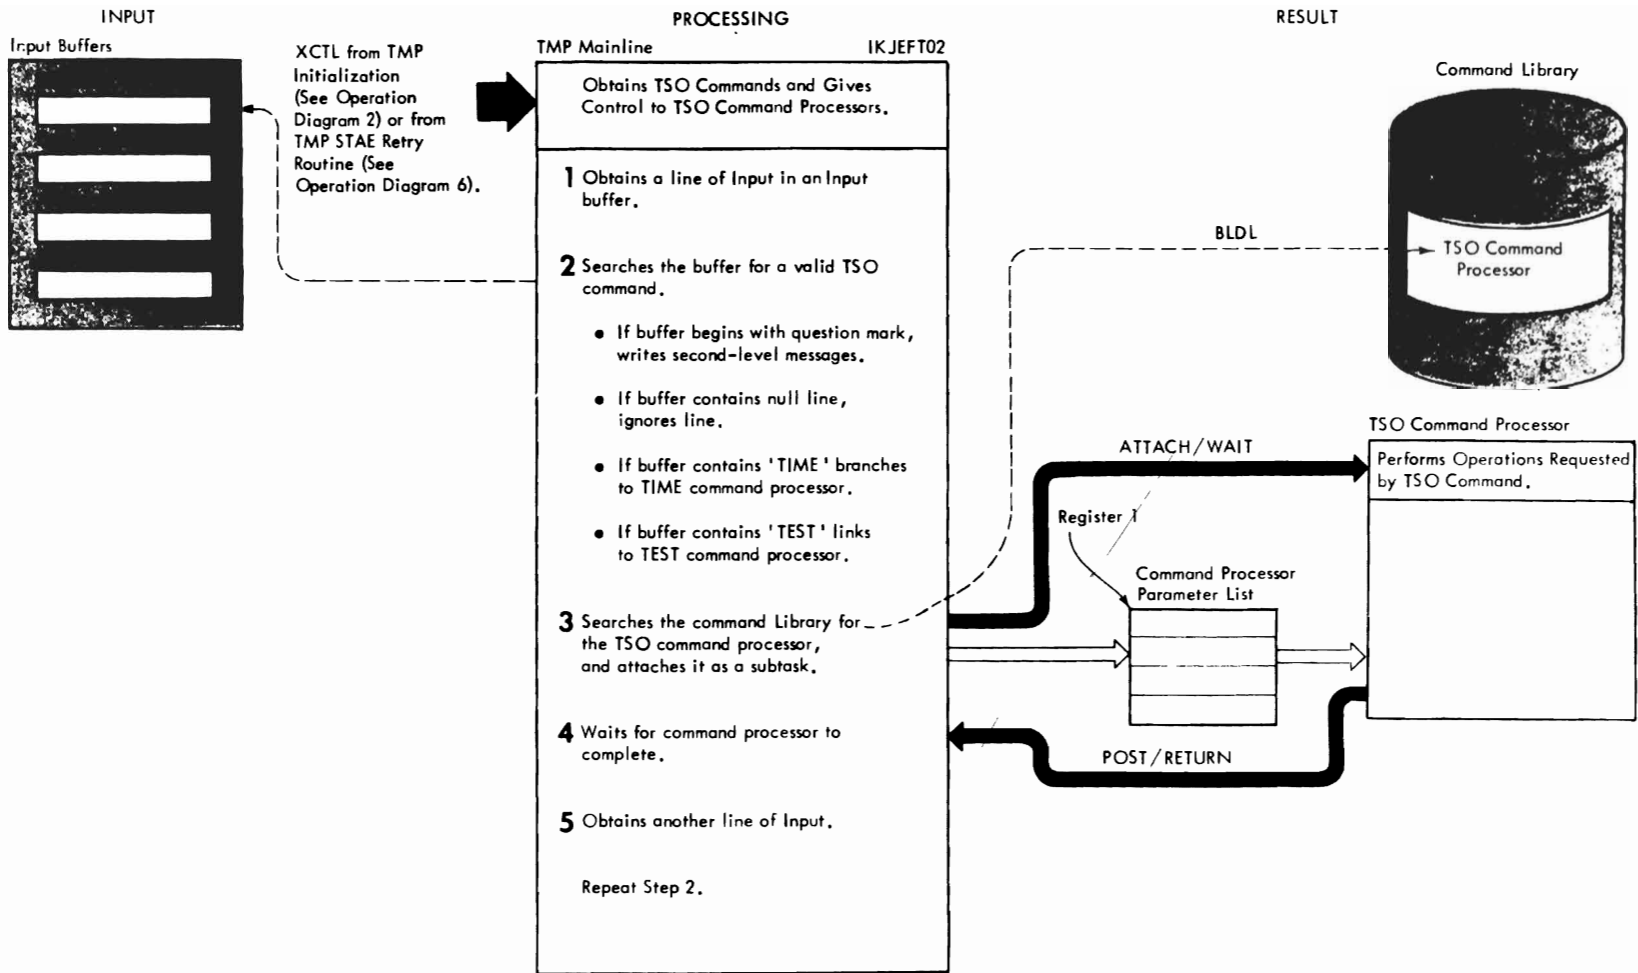 INPUT
PROCESSING
RESULT
Input Buffers
XCTL from TMP
Initialization
(See Operation
Diagram 2) or from
TMP STAE Retry
Routine (See
Operation Diagram 6).
TMP Mainline IKJEFT02
Obtains TSO Commands and Gives
Control to TSO Command Processors.
1 Obtains a line of Input in an Input
buffer.
2 Searches the buffer for a valid TSO
command.
• If buffer begins with question mark,
writes second-level messages.
• If buffer contains null line,
ignores line.
• If buffer contains 'TIME' branches
to TIME command processor.
• If buffer contains 'TEST' links
to TEST command processor.
3 Searches the command Library for
the TSO command processor,
and attaches it as a subtask.
4 Waits for command processor to
complete.
5 Obtains another line of Input.
Repeat Step 2.
Command Library
BLDL
TSO Command
Processor
TSO Command Processor
Performs Operations Requested
by TSO Command.
ATTACH/WAIT
Register 1
Command Processor
Parameter List
POST/RETURN